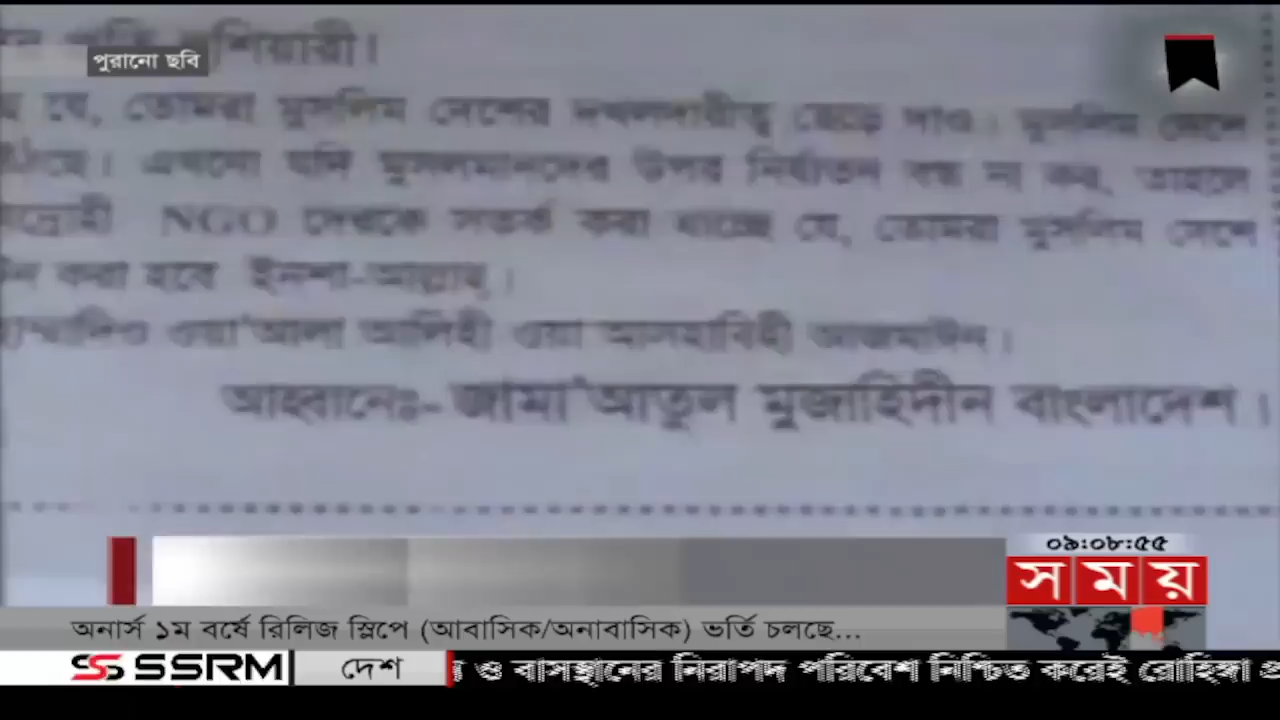 হুশিয়ারী।
পুরানো ছবি
যে, তোমরা মুসলিম দেশের দখলদারীত্ব ছেড়ে দাও। মুসলিম দেশে
এখনো যদি মুসলমানদের উপর নির্যাতন বন্ধ না কর, তাহলে
NGO দেরকে সতর্ক করা যাচ্ছে যে, তোমরা মুসলিম দেশে
করা হবে ইনশা-আল্লাহ্।
ওয়া'আলা আলিহী ওয়া আসহাবিহী আজমাঈন।
আহবানেঃ- জামা'আতুল মুজাহিদীন বাংলাদেশ।
০৯:০৮:৫৫
সময়
অনার্স ১ম বর্ষে রিলিজ স্লিপে (আবাসিক/অনাবাসিক) ভর্তি চলছে...
SSRM দেশ ও বাসস্থানের নিরাপদ পরিবেশ নিশ্চিত করেই রোহিঙ্গা